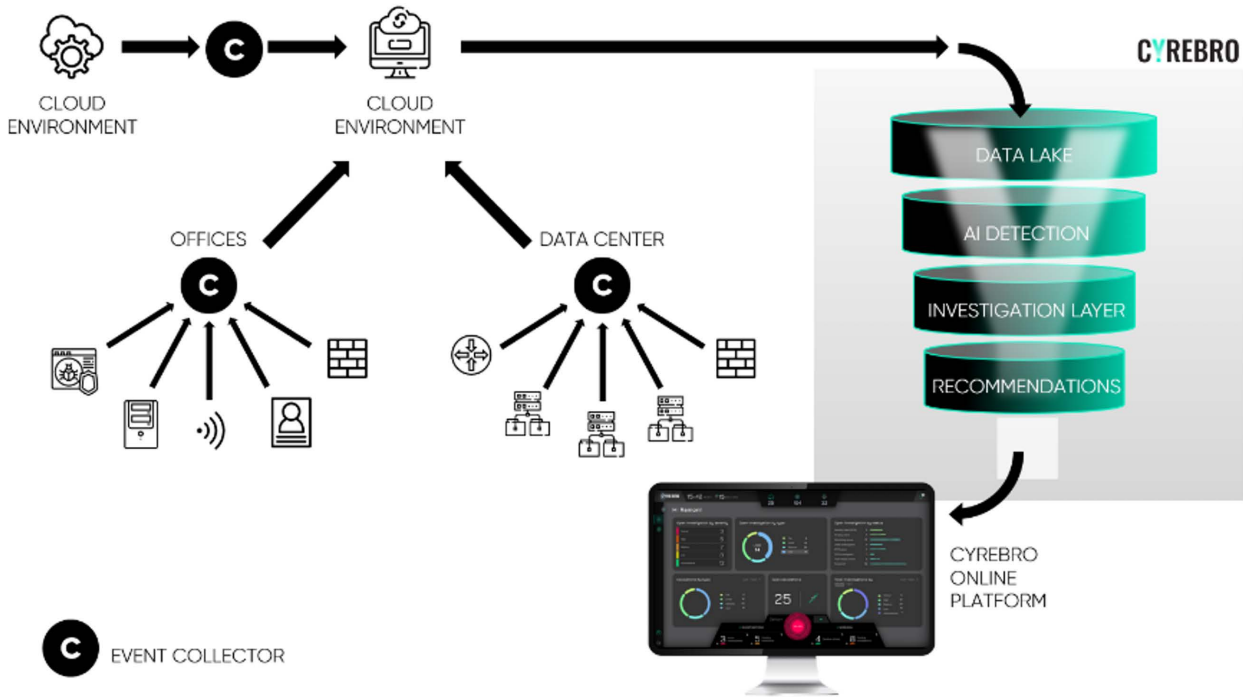 CYREBRO
CLOUD
ENVIRONMENT
C
CLOUD
ENVIRONMENT
DATA LAKE
AI DETECTION
INVESTIGATION LAYER
RECOMMENDATIONS
OFFICES
C
DATA CENTER
C
25
CYREBRO
ONLINE
PLATFORM
C
EVENT COLLECTOR